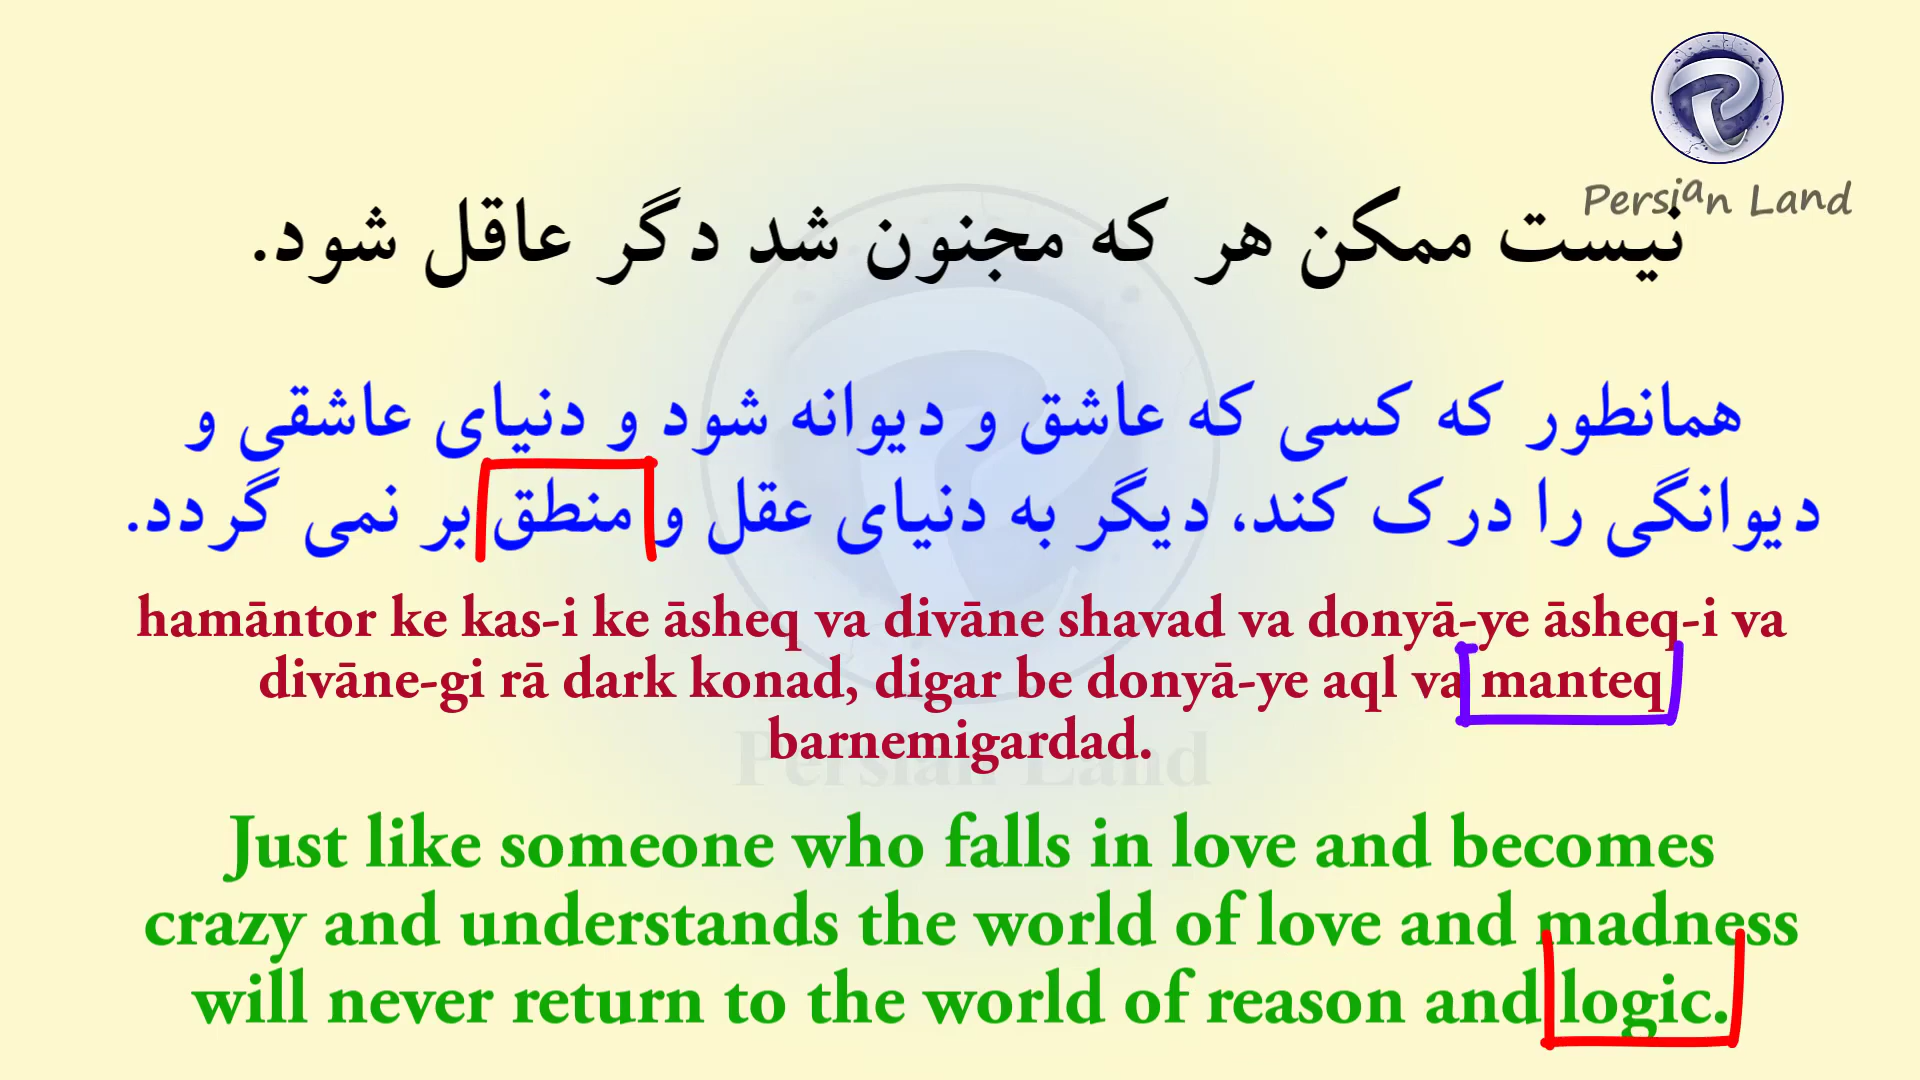 Persian Land
نیست ممکن هر که مجنون شد دگر عاقل شود.
همانطور که کسی که عاشق و دیوانه شود و دنیای عاشقی و
دیوانگی را درک کند، دیگر به دنیای عقل و منطق بر نمی گردد.
hamāntor ke kas-i ke āsheq va divāne shavad va donyā-ye āsheq-i va
divāne-gi rā dark konad, digar be donyā-ye aql va manteq
barnemigardad.
Persian Land
Just like someone who falls in love and becomes
crazy and understands the world of love and madness
will never return to the world of reason and logic.